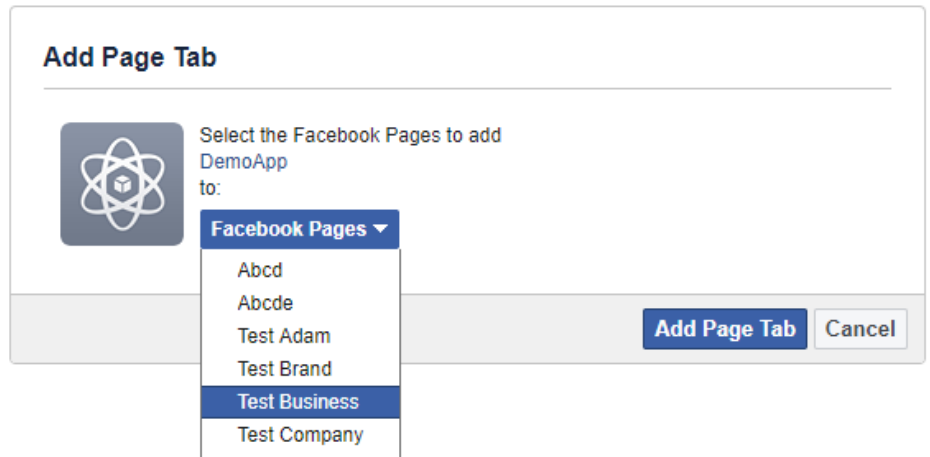 Add Page Tab
Select the Facebook Pages to add
DemoApp
to:
Facebook Pages
Abcd
Abcde
Test Adam
Test Brand
Test Business
Test Company
Add Page Tab
Cancel